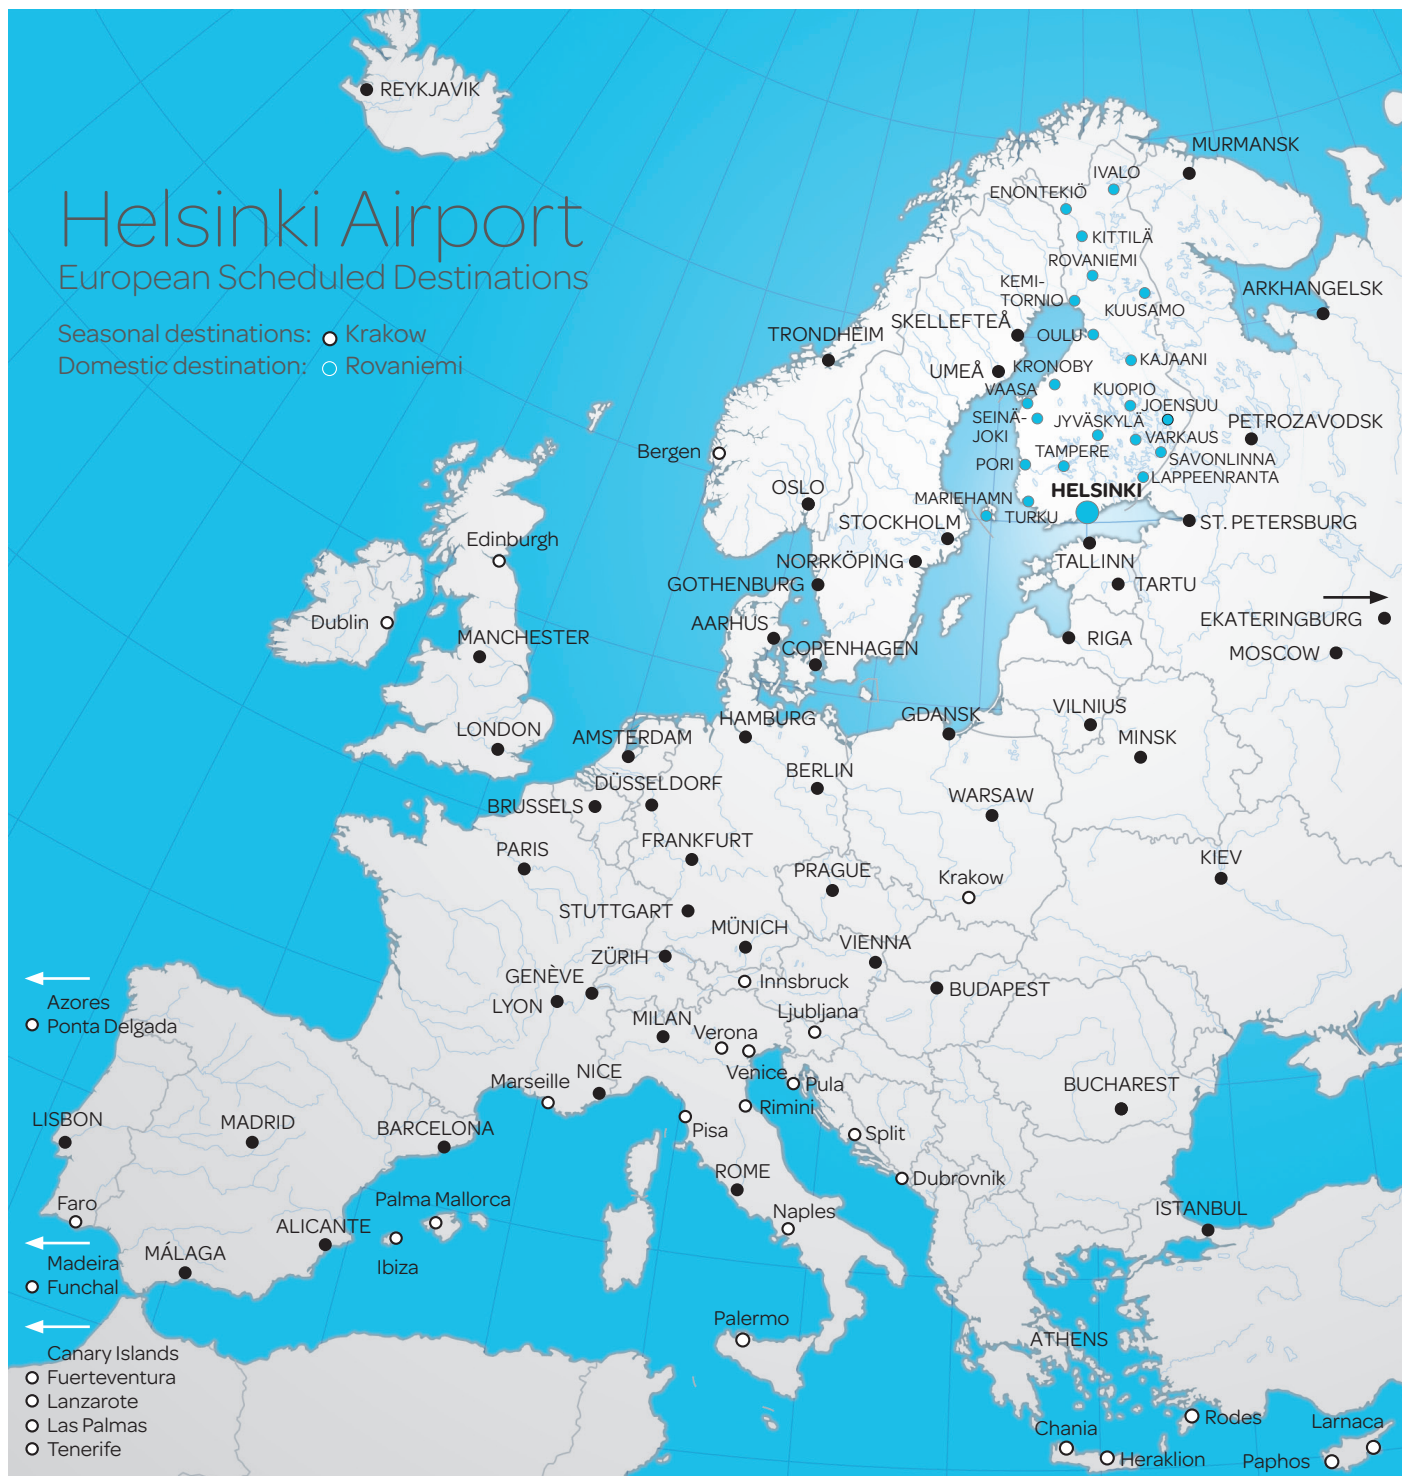 REYKJAVIK
MURMANSK
IVALO
ENONTEKIÖ
Helsinki Airport
European Scheduled Destinations
KITTILÄ
ROVANIEMI
KEMI-
TORNIO
KUUSAMO
ARKHANGELSK
Seasonal destinations: Krakow
Domestic destination: Rovaniemi
TRONDHEIM
SKELLEFTEÅ
OULU
KAJAANI
UMEÅ
KRONOBY
VAASA
KUOPIO
JOENSUU
SEINÄ-
JOKI
JYVÄSKYLÄ
PETROZAVODSK
VARKAUS
Bergen
TAMPERE
SAVONLINNA
PORI
LAPPEENRANTA
OSLO
HELSINKI
MARIEHAMN
TURKU
STOCKHOLM
ST. PETERSBURG
Edinburgh
NORRKÖPING
TALLINN
GOTHENBURG
TARTU
Dublin
AARHUS
EKATERINGBURG
MANCHESTER
COPENHAGEN
RIGA
MOSCOW
LONDON
HAMBURG
GDANSK
VILNIUS
AMSTERDAM
MINSK
BERLIN
DÜSSELDORF
BRUSSELS
WARSAW
PARIS
FRANKFURT
KIEV
PRAGUE
Krakow
STUTTGART
MÜNICH
VIENNA
ZÜRIH
GENÈVE
Innsbruck
BUDAPEST
LYON
Azores
Ponta Delgada
Ljubljana
MILAN
Verona
Venice
Pula
Marseille
NICE
BUCHAREST
Rimini
LISBON
MADRID
BARCELONA
Pisa
Split
ROME
Dubrovnik
Faro
Palma Mallorca
Naples
ISTANBUL
ALICANTE
MÁLAGA
Ibiza
Madeira
Funchal
Palermo
ATHENS
Canary Islands
Fuerteventura
Lanzarote
Las Palmas
Tenerife
Rodes
Larnaca
Chania
Heraklion
Paphos